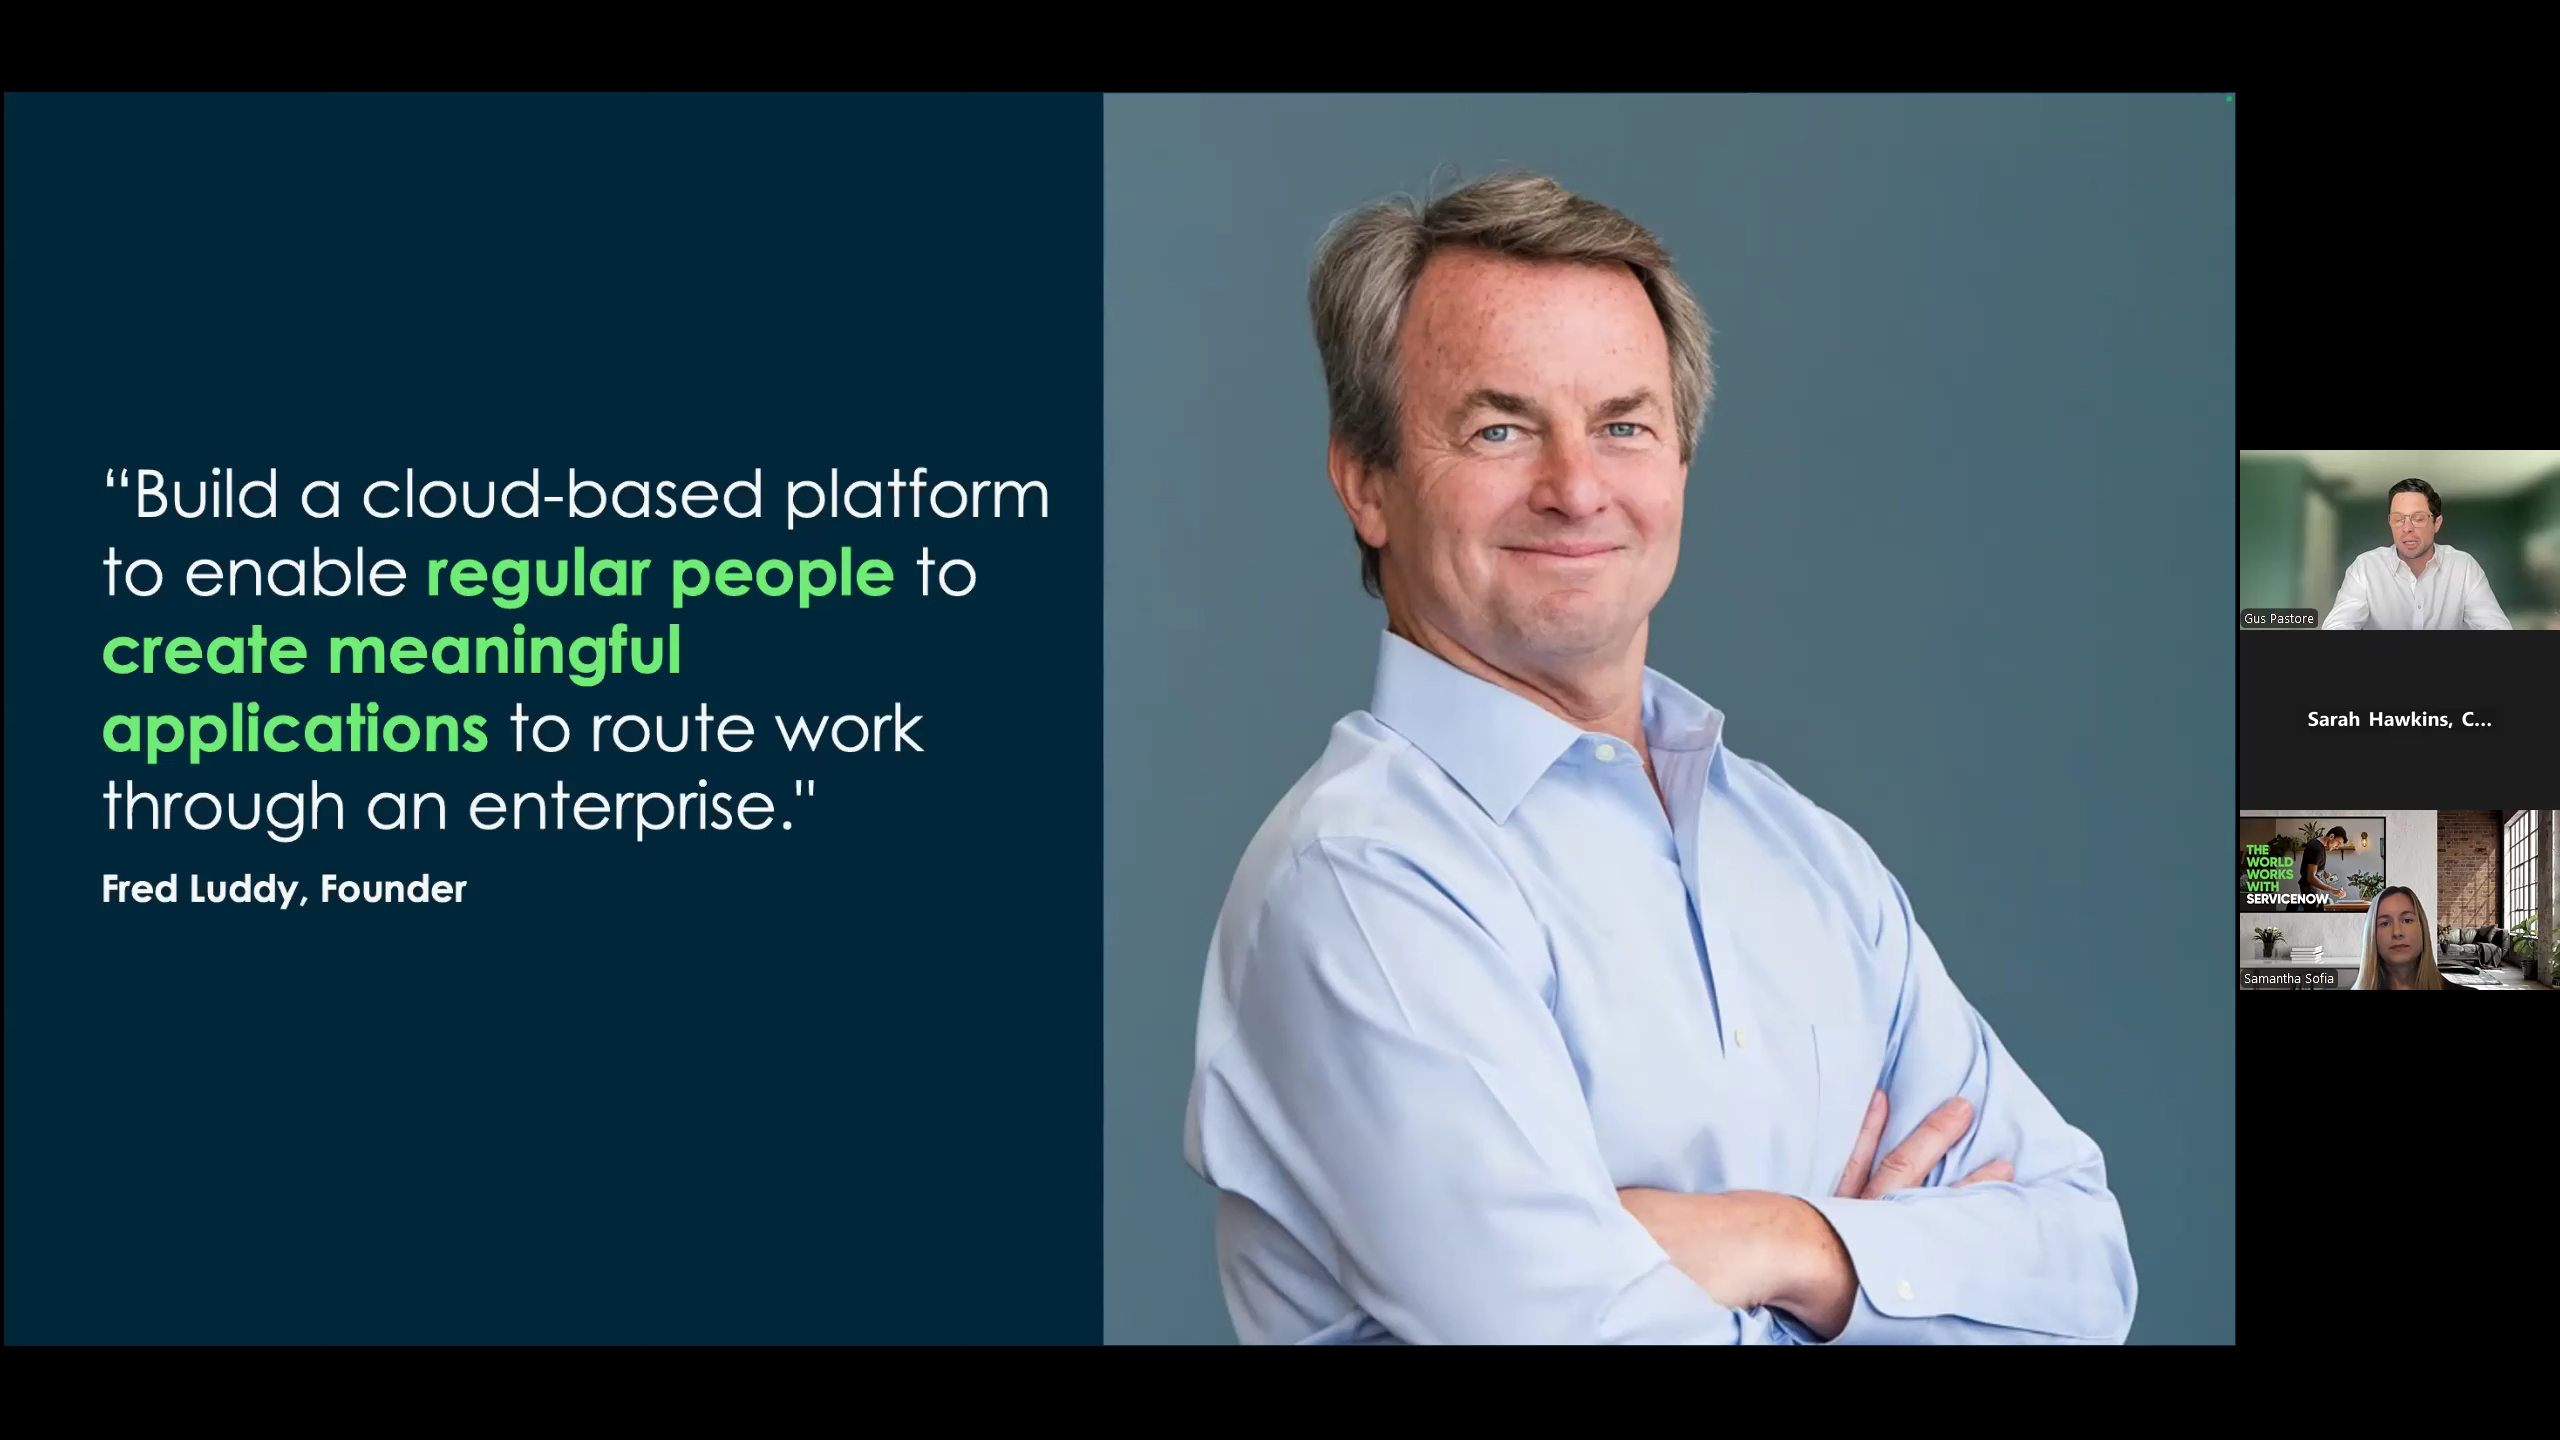 “Build a cloud-based platform
to enable regular people to
create meaningful
applications to route work
through an enterprise."
Fred Luddy, Founder
Gus Pastore
Sarah Hawkins, C...
THE
WORLD
WORKS
WITH
SERVICENOW
Samantha Sofia